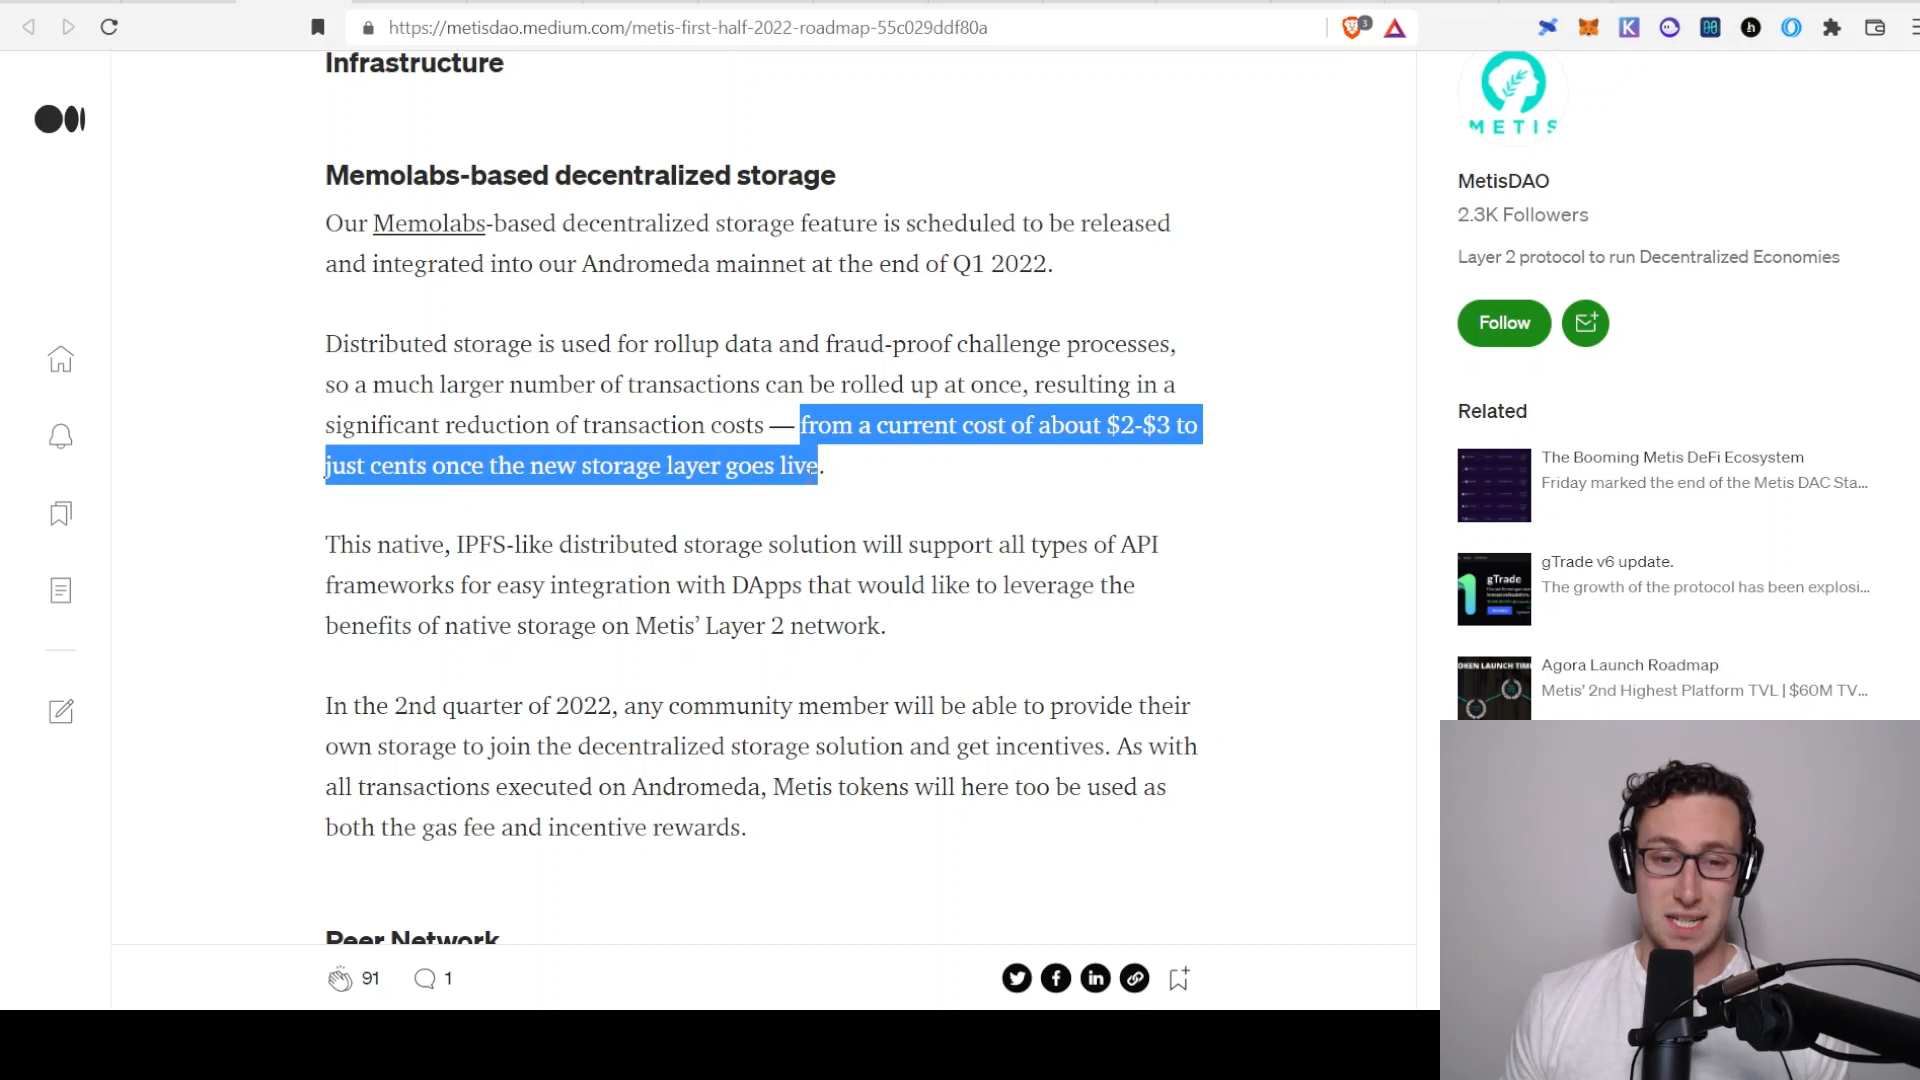 https://metisdao.medium.com/metis-first-half-2022-roadmap-55c029ddf80a
3
Infrastructure
Memolabs-based decentralized storage
Our Memolabs-based decentralized storage feature is scheduled to be released
and integrated into our Andromeda mainnet at the end of Q1 2022.
Distributed storage is used for rollup data and fraud-proof challenge processes,
so a much larger number of transactions can be rolled up at once, resulting in a
significant reduction of transaction costs — from a current cost of about $2-$3 to
just cents once the new storage layer goes live.
This native, IPFS-like distributed storage solution will support all types of API
frameworks for easy integration with DApps that would like to leverage the
benefits of native storage on Metis’ Layer 2 network.
In the 2nd quarter of 2022, any community member will be able to provide their
own storage to join the decentralized storage solution and get incentives. As with
all transactions executed on Andromeda, Metis tokens will here too be used as
both the gas fee and incentive rewards.
Peer Network
91
1
METIS
MetisDAO
2.3K Followers
Layer 2 protocol to run Decentralized Economies
Follow
Related
The Booming Metis DeFi Ecosystem
Friday marked the end of the Metis DAC Sta...
gTrade
gTrade v6 update.
The growth of the protocol has been explosi...
OKEN LAUNCH TIM
Agora Launch Roadmap
Metis’ 2nd Highest Platform TVL | $60M TV...